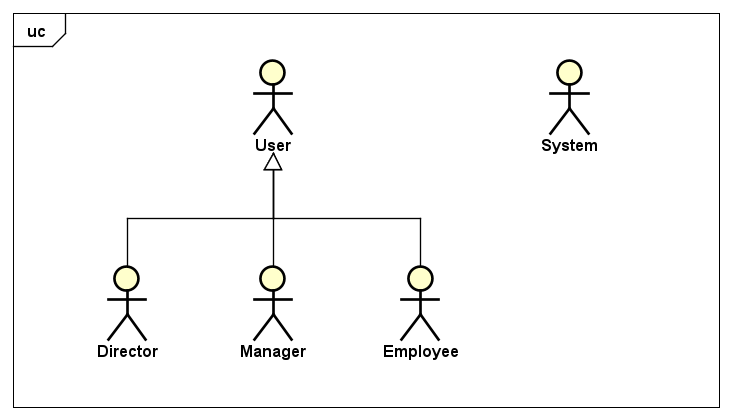 uc
User
System
Director
Manager
Employee